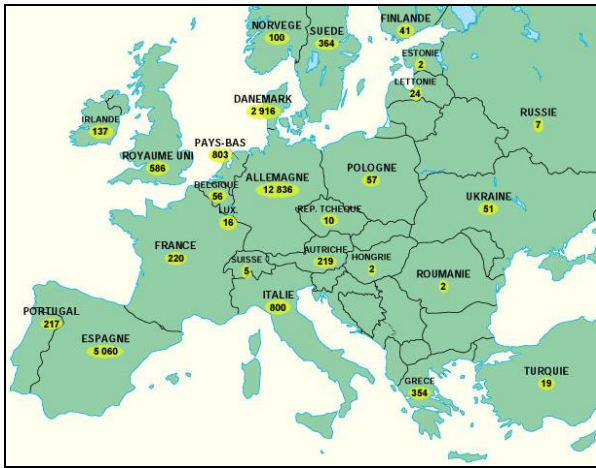 NORVEGE
100
SUEDE
364
FINLANDE
41
ESTONIE
2
LETTONIE
24
DANEMARK
2 916
IRLANDE
137
RUSSIE
7
PAYS-BAS
803
ROYAUME UNI
586
POLOGNE
57
ALLEMAGNE
12 836
BELGIQUE
56
UKRAINE
51
LUX.
16
REP. TCHEQUE
10
FRANCE
220
SUISSE
5
AUTRICHE
219
HONGRIE
2
ROUMANIE
2
ITALIE
800
PORTUGAL
217
ESPAGNE
5 060
GRECE
354
TURQUIE
19